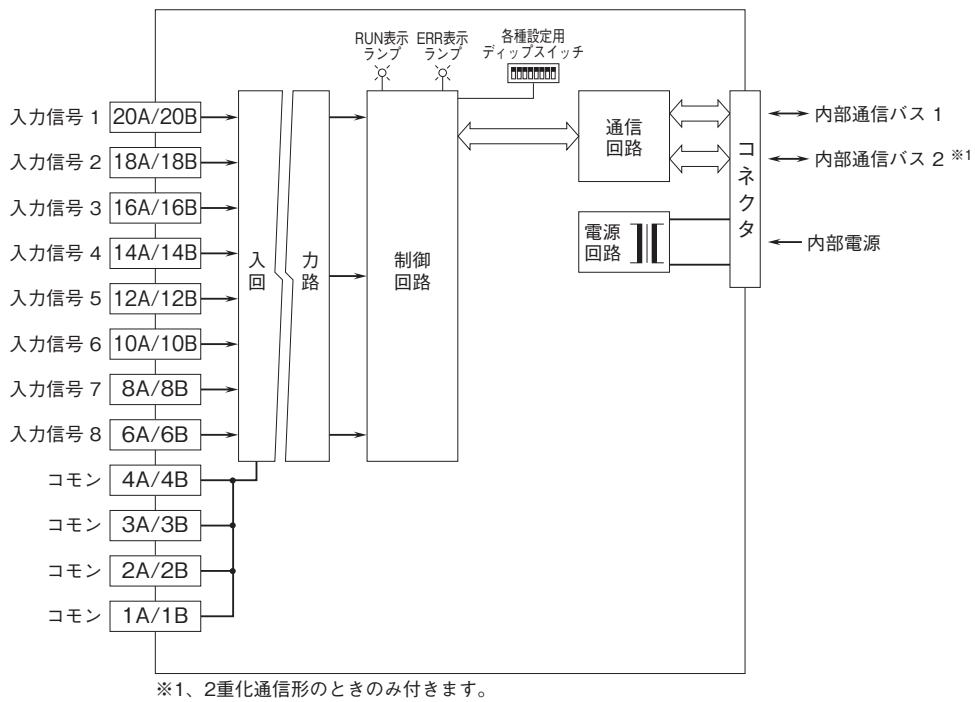 RUN表示
ランプ
ERR表示
ランプ
各種設定用
ディップスイッチ
入力信号 1 20A/20B
入力信号 2 18A/18B
入力信号 3 16A/16B
入力信号 4 14A/14B
入力信号 5 12A/12B
入力信号 6 10A/10B
入力信号 7 8A/8B
入力信号 8 6A/6B
コモン 4A/4B
コモン 3A/3B
コモン 2A/2B
コモン 1A/1B
入 力
回 路
制御
回路
通信
回路
電源
回路
コネクタ
内部通信バス 1
内部通信バス 2 ※1
内部電源
※1、2重化通信形のときのみ付きます。